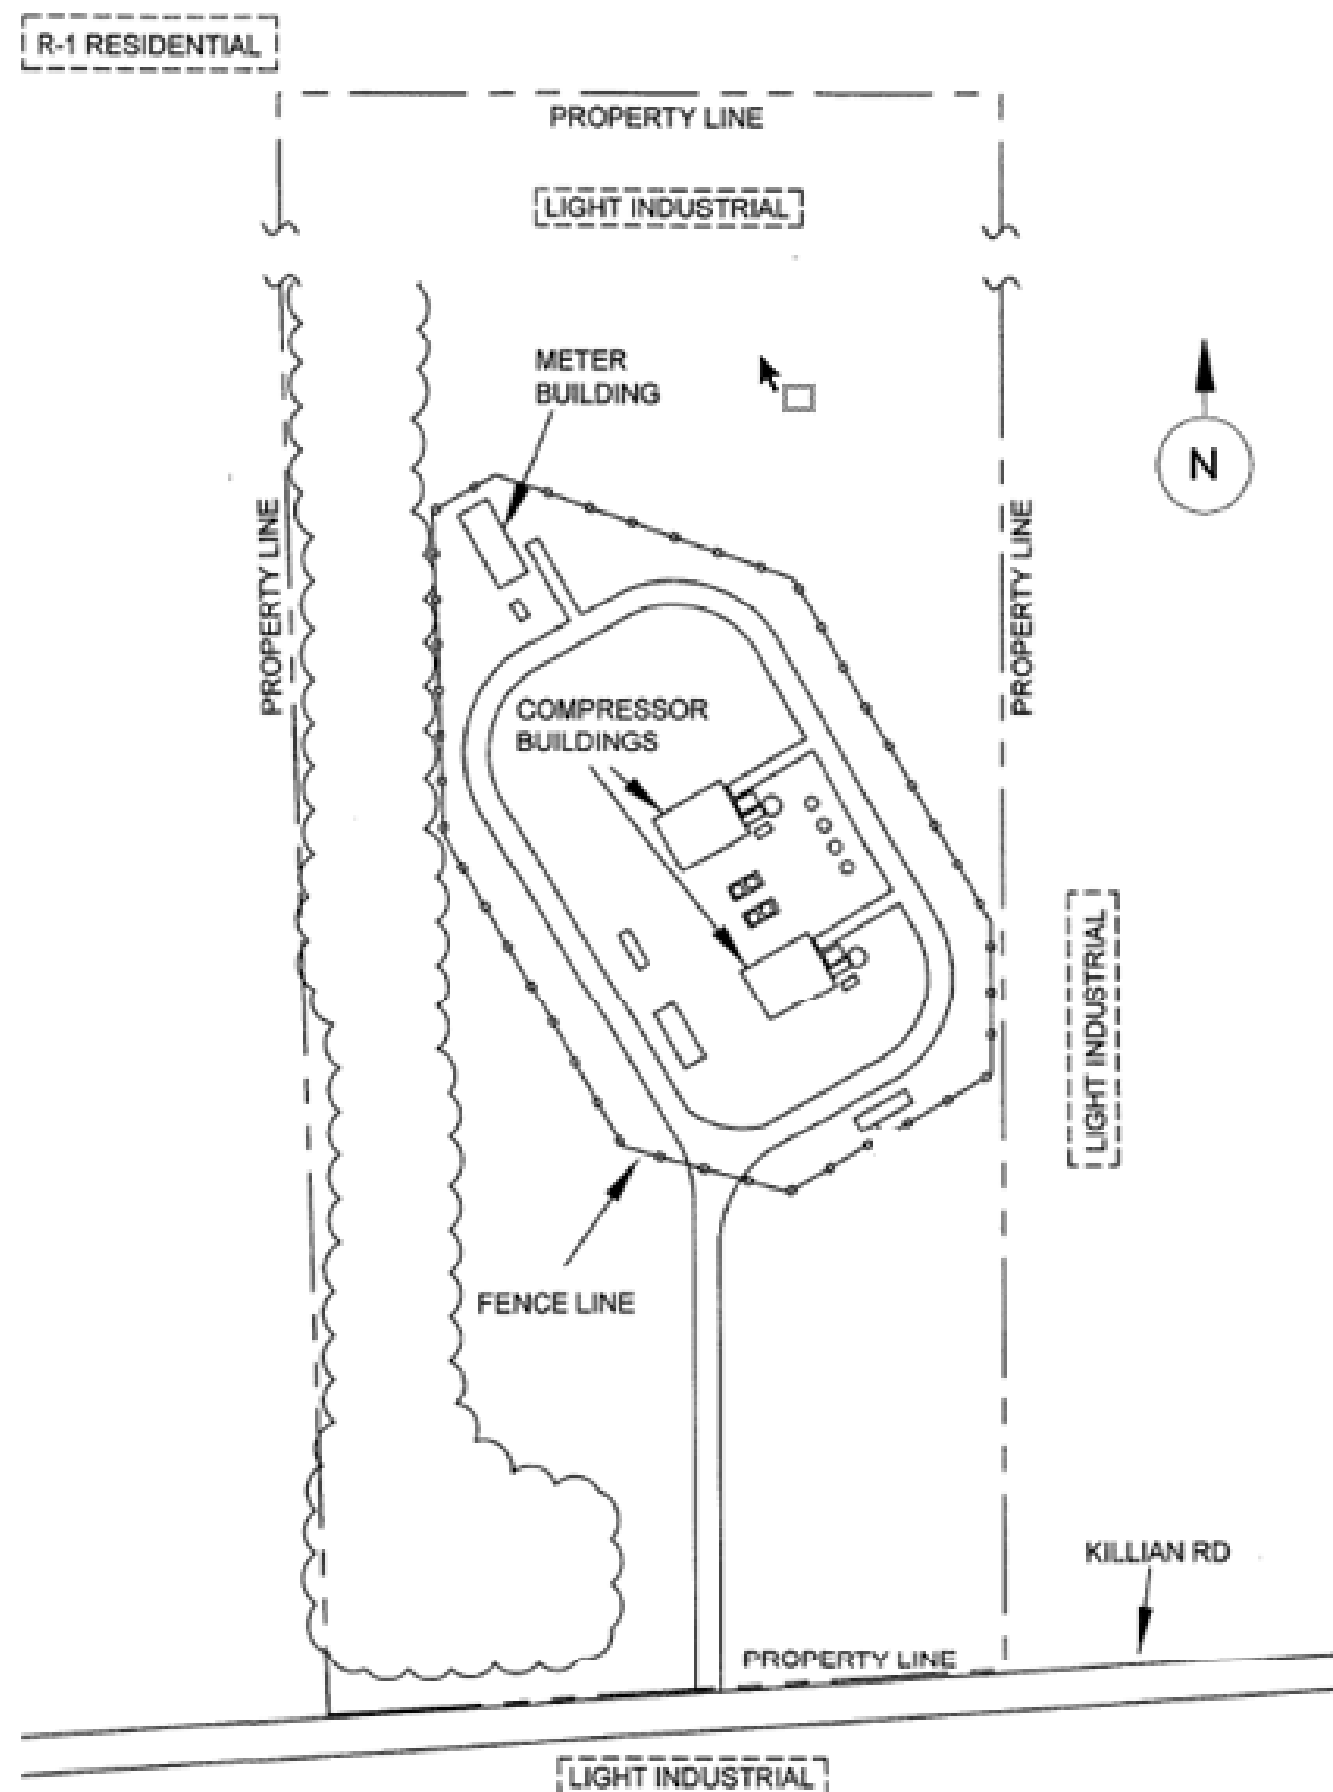 R-1 RESIDENTIAL
PROPERTY LINE
LIGHT INDUSTRIAL
METER
BUILDING
N
PROPERTY LINE
PROPERTY LINE
COMPRESSOR
BUILDINGS
LIGHT INDUSTRIAL
FENCE LINE
KILLIAN RD
PROPERTY LINE
LIGHT INDUSTRIAL